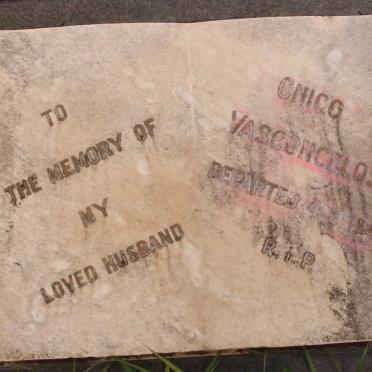 TO
THE MEMORY OF
MY
LOVED HUSBAND
CHICO
VASCONCELOS
DEPARTED
R.I.P.